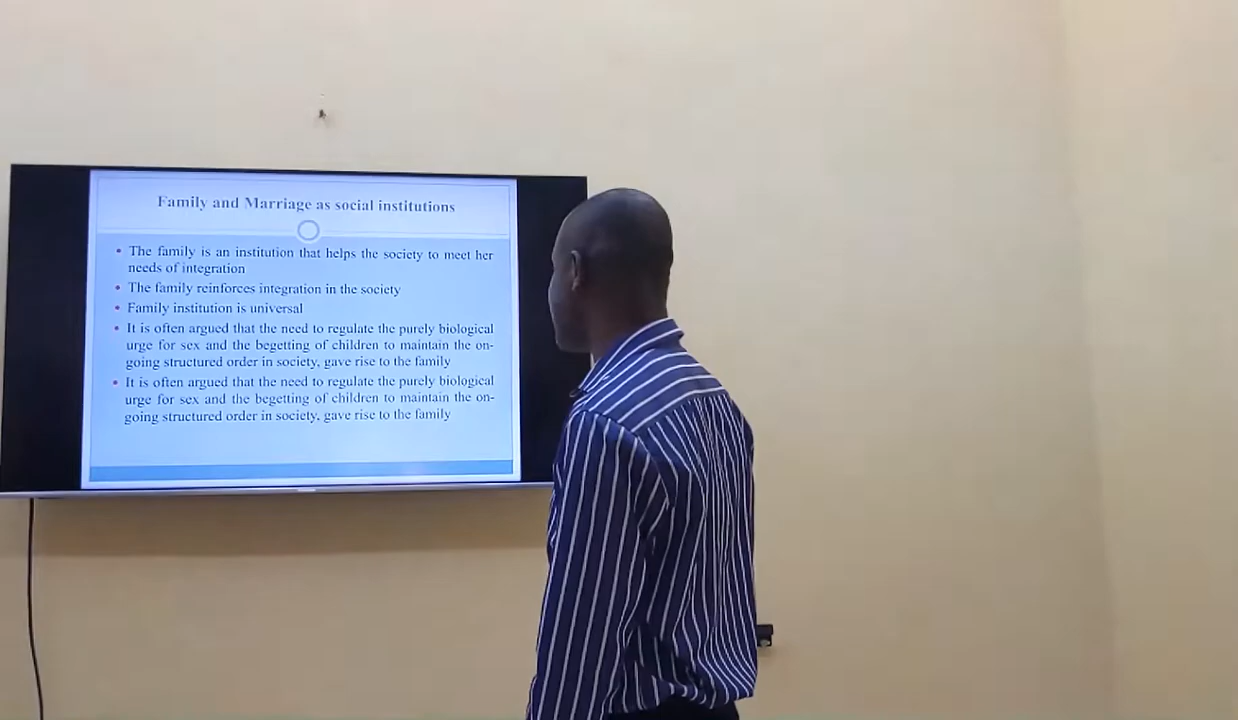 Family and Marriage as social institutions
• The family is an institution that helps the society to meet her
needs of integration
• The family reinforces integration in the society
• Family institution is universal
• It is often argued that the need to regulate the purely biological
urge for sex and the begetting of children to maintain the on-
going structured order in society, gave rise to the family
• It is often argued that the need to regulate the purely biological
urge for sex and the begetting of children to maintain the on-
going structured order in society, gave rise to the family